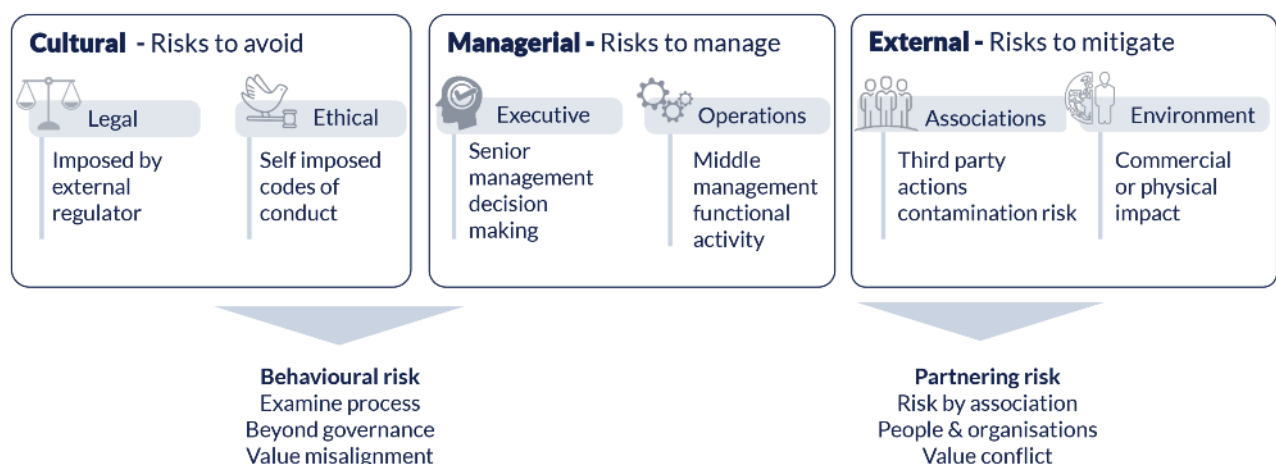 Cultural - Risks to avoid
Legal
Imposed by
external
regulator
Ethical
Self imposed
codes of
conduct
Managerial - Risks to manage
Executive
Senior
management
decision
making
Operations
Middle
management
functional
activity
External - Risks to mitigate
Associations
Third party
actions
contamination risk
Environment
Commercial
or physical
impact
Behavioural risk
Examine process
Beyond governance
Value misalignment
Partnering risk
Risk by association
People & organisations
Value conflict